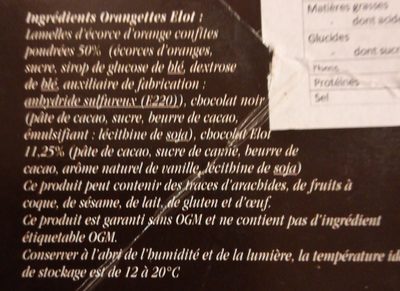 Ingrédients Orangettes Elot :
Lamelles d'écorce d'orange confites
poudrées 50% (écorces d'oranges,
sucre, sirop de glucose de blé, dextrose
de blé, auxiliaire de fabrication :
anhydride sulfureux (E220)), chocolat noir
(pâte de cacao, sucre, beurre de cacao,
émulsifiant : lécithine de soja), chocolat Elot
11,25% (pâte de cacao, sucre de canne, beurre de
cacao, arôme naturel de vanille, lécithine de soja)
Ce produit peut contenir des traces d'arachides, de fruits à
coque, de sésame, de lait, de gluten et d'œuf.
Ce produit est garanti sans OGM et ne contient pas d'ingrédient
étiquetable OGM.
Conserver à l'abri de l'humidité et de la lumière, la température
de stockage est de 12 à 20°C
Matières grasses
dont
Glucides
dont
Protéines
Sel